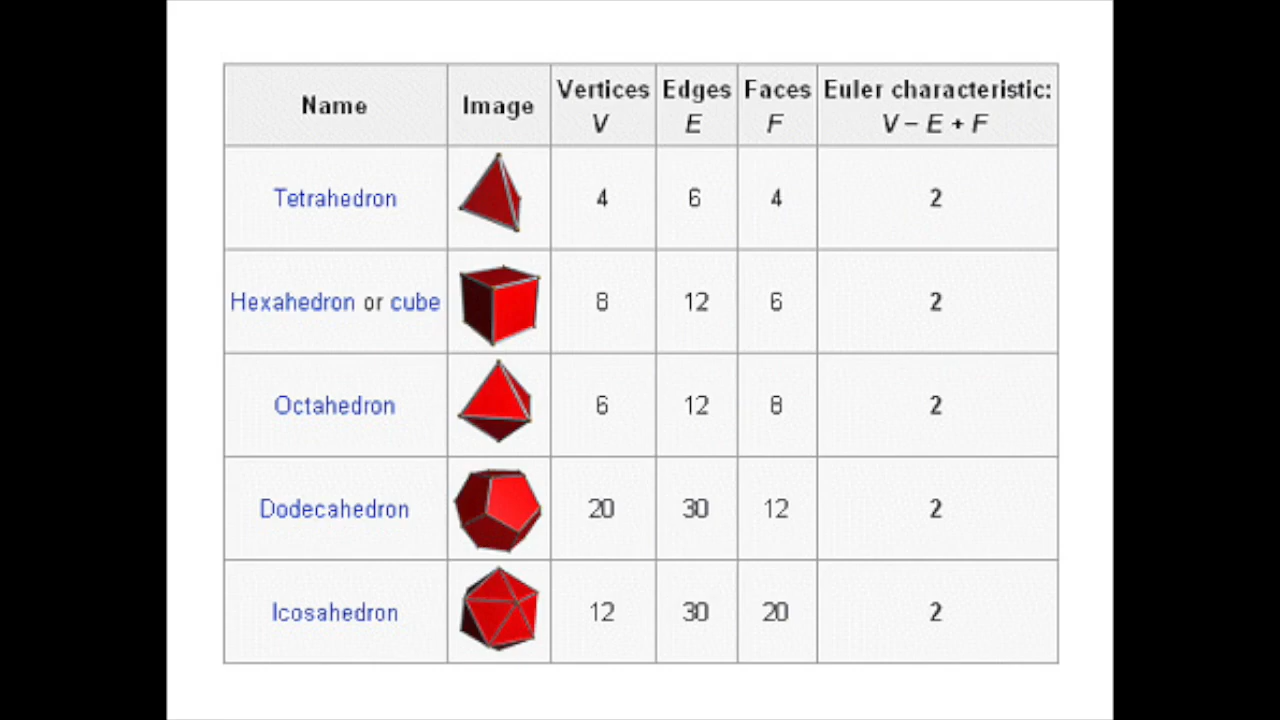 Name Image Vertices V Edges E Faces F Euler characteristic: V − E + F
Tetrahedron 4 6 4 2
Hexahedron or cube 8 12 6 2
Octahedron 6 12 8 2
Dodecahedron 20 30 12 2
Icosahedron 12 30 20 2